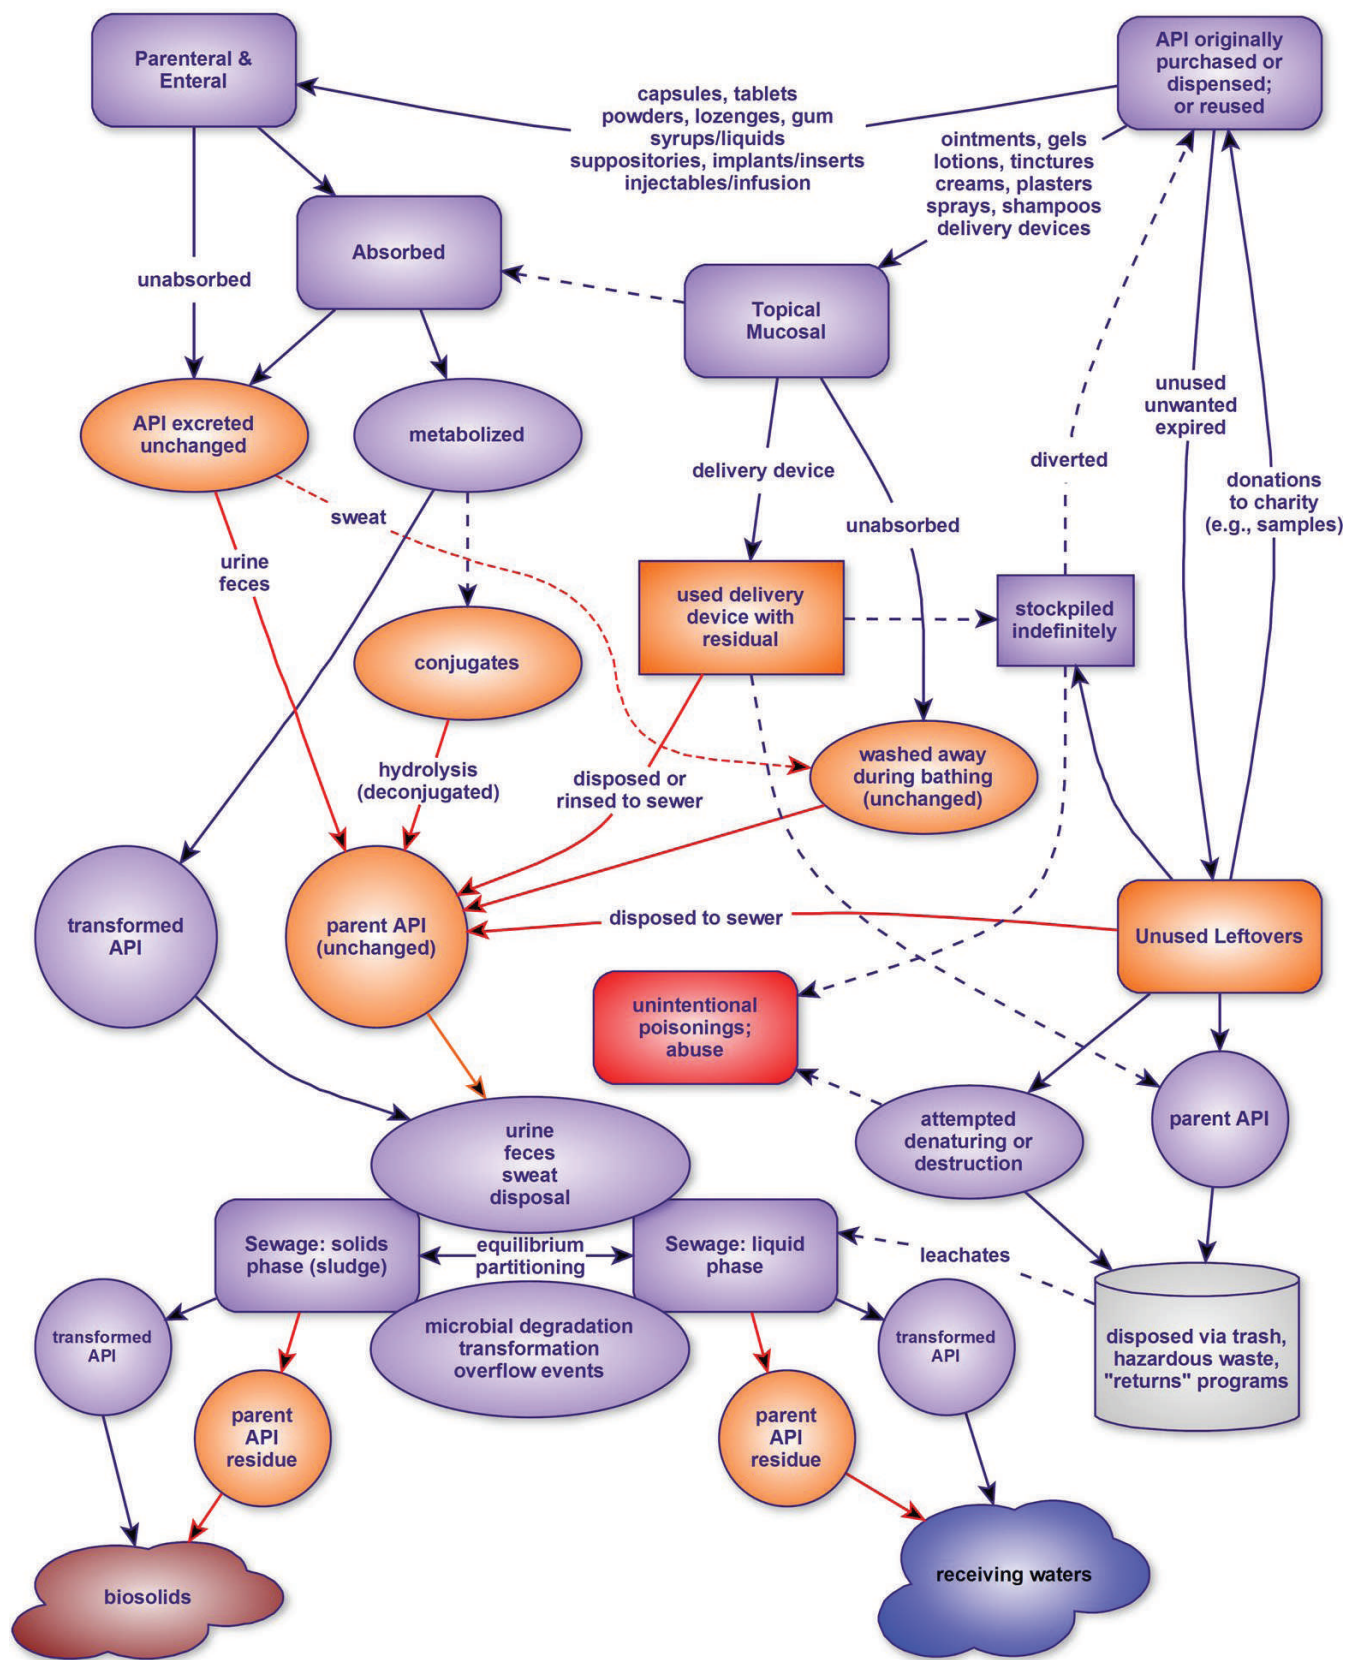 Parenteral &
Enteral
API originally
purchased or
dispensed;
or reused
capsules, tablets
powders, lozenges, gum
syrups/liquids
suppositories, implants/inserts
injectables/infusion
ointments, gels
lotions, tinctures
creams, plasters
sprays, shampoos
delivery devices
Absorbed
unabsorbed
Topical
Mucosal
API excreted
unchanged
metabolized
unused
unwanted
expired
delivery device
diverted
donations
to charity
(e.g., samples)
sweat
unabsorbed
urine
feces
used delivery
device with
residual
stockpiled
indefinitely
conjugates
hydrolysis
(deconjugated)
disposed or
rinsed to sewer
washed away
during bathing
(unchanged)
transformed
API
parent API
(unchanged)
disposed to sewer
Unused Leftovers
unintentional
poisonings;
abuse
attempted
denaturing or
destruction
parent API
urine
feces
sweat
disposal
Sewage: solids
phase (sludge)
equilibrium
partitioning
Sewage: liquid
phase
leachates
transformed
API
microbial degradation
transformation
overflow events
transformed
API
disposed via trash,
hazardous waste,
"returns" programs
parent
API
residue
parent
API
residue
biosolids
receiving waters